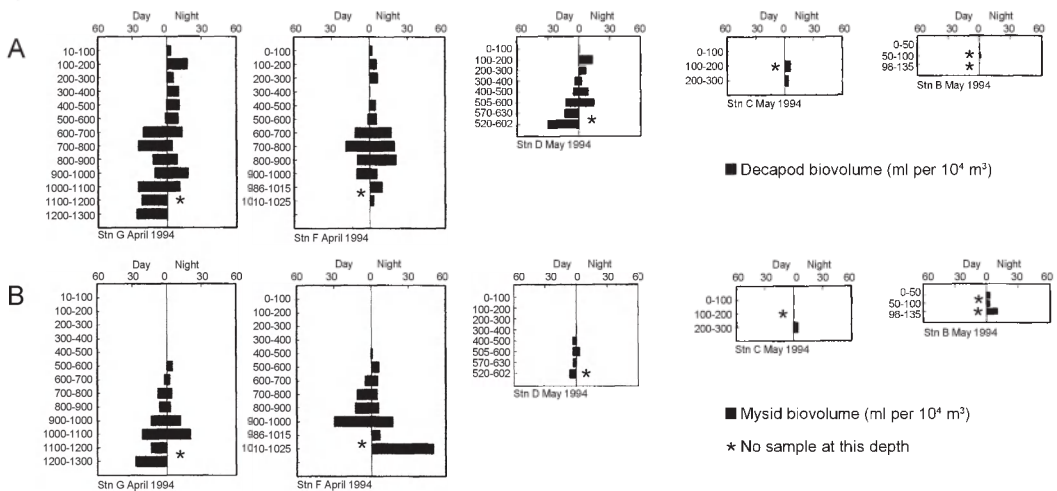 A
Day Night
60 30 0 30 60
10-100
100-200
200-300
300-400
400-500
500-600
600-700
700-800
800-900
900-1000
1000-1100
1100-1200 *
1200-1300
Stn G April 1994
Day Night
60 30 0 30 60
0-100
100-200
200-300
300-400
400-500
500-600
600-700
700-800
800-900
900-1000
986-1015
1010-1025 *
Stn F April 1994
Day Night
60 30 0 30 60
0-100
100-200
200-300
300-400
400-500
505-600
570-630
520-602 *
Stn D May 1994
Day Night
60 30 0 30 60
0-100
100-200 *
200-300
Stn C May 1994
Day Night
60 30 0 30 60
0-50
50-100 *
98-135 *
Stn B May 1994
Decapod biovolume (ml per 10⁴ m³)
B
Day Night
60 30 0 30 60
10-100
100-200
200-300
300-400
400-500
500-600
600-700
700-800
800-900
900-1000
1000-1100
1100-1200 *
1200-1300
Stn G April 1994
Day Night
60 30 0 30 60
0-100
100-200
200-300
300-400
400-500
500-600
600-700
700-800
800-900
900-1000
986-1015
1010-1025 *
Stn F April 1994
Day Night
60 30 0 30 60
0-100
100-200
200-300
300-400
400-500
505-600
570-630
520-602 *
Stn D May 1994
Day Night
60 30 0 30 60
0-100
100-200 *
200-300
Stn C May 1994
Day Night
60 30 0 30 60
0-50
50-100 *
98-135 *
Stn B May 1994
Mysid biovolume (ml per 10⁴ m³)
* No sample at this depth